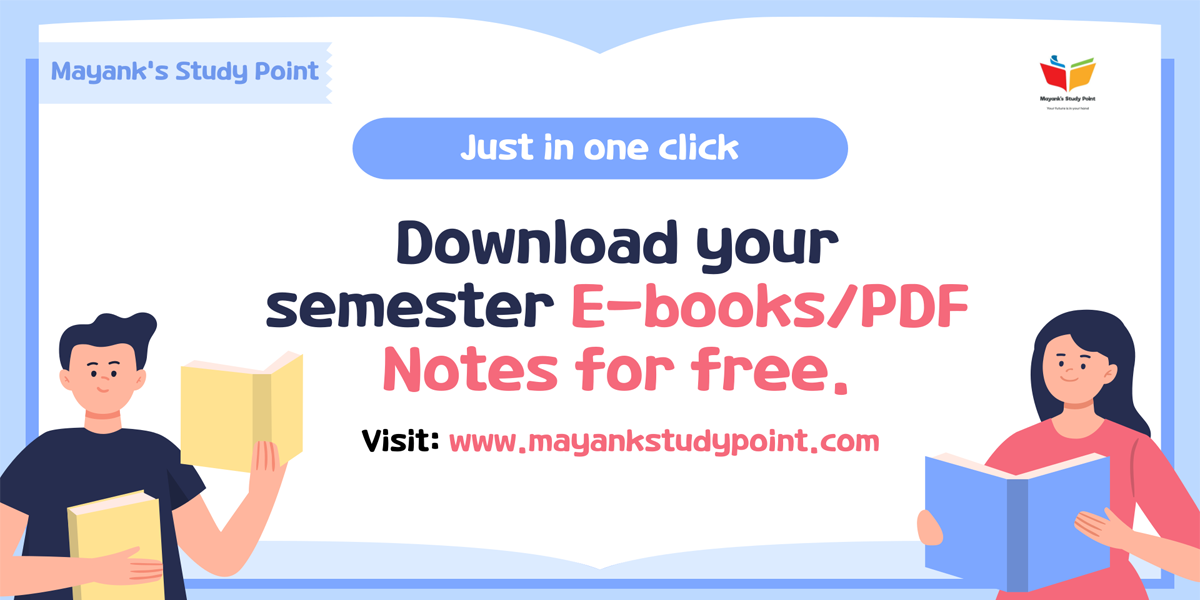 Mayank's Study Point
Mayank's Study Point
Just in one click
Download your
semester E-books/PDF
Notes for free.
Visit: www.mayankstudypoint.com